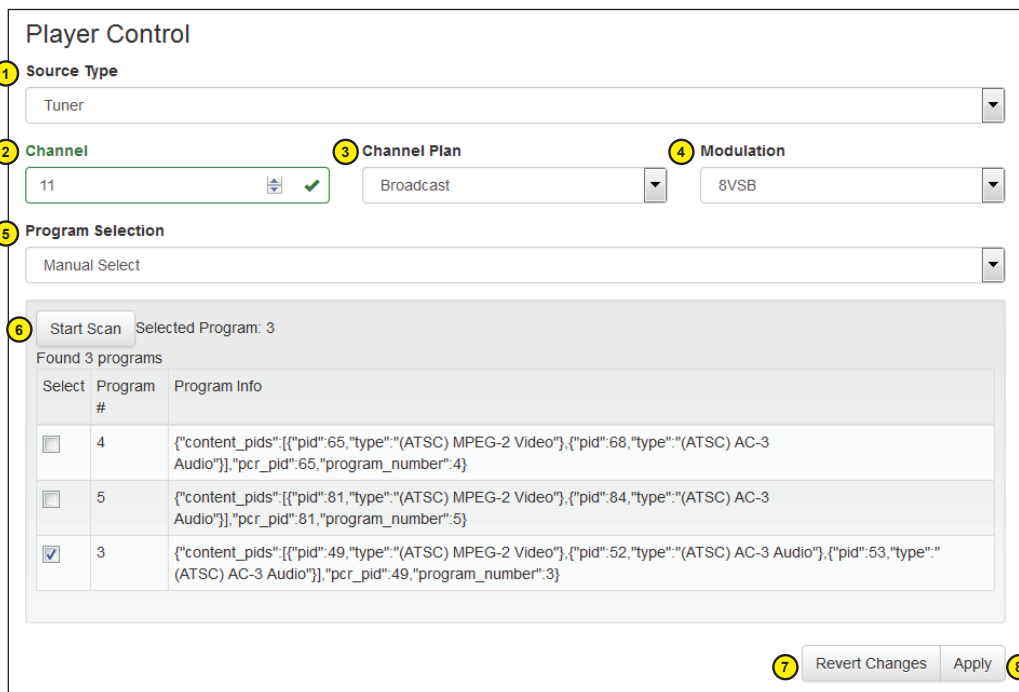 Player Control
1 Source Type
Tuner
2 Channel 3 Channel Plan 4 Modulation
11 Broadcast 8VSB
5 Program Selection
Manual Select
6 Start Scan Selected Program: 3
Found 3 programs
Select Program Program Info
#
4 {"content_pids":[{"pid":65,"type":"(ATSC) MPEG-2 Video"},{"pid":68,"type":"(ATSC) AC-3
Audio"}],"pcr_pid":65,"program_number":4}
5 {"content_pids":[{"pid":81,"type":"(ATSC) MPEG-2 Video"},{"pid":84,"type":"(ATSC) AC-3
Audio"}],"pcr_pid":81,"program_number":5}
3 {"content_pids":[{"pid":49,"type":"(ATSC) MPEG-2 Video"},{"pid":52,"type":"(ATSC) AC-3 Audio"},{"pid":53,"type":"
(ATSC) AC-3 Audio"}],"pcr_pid":49,"program_number":3}
7 Revert Changes Apply 8